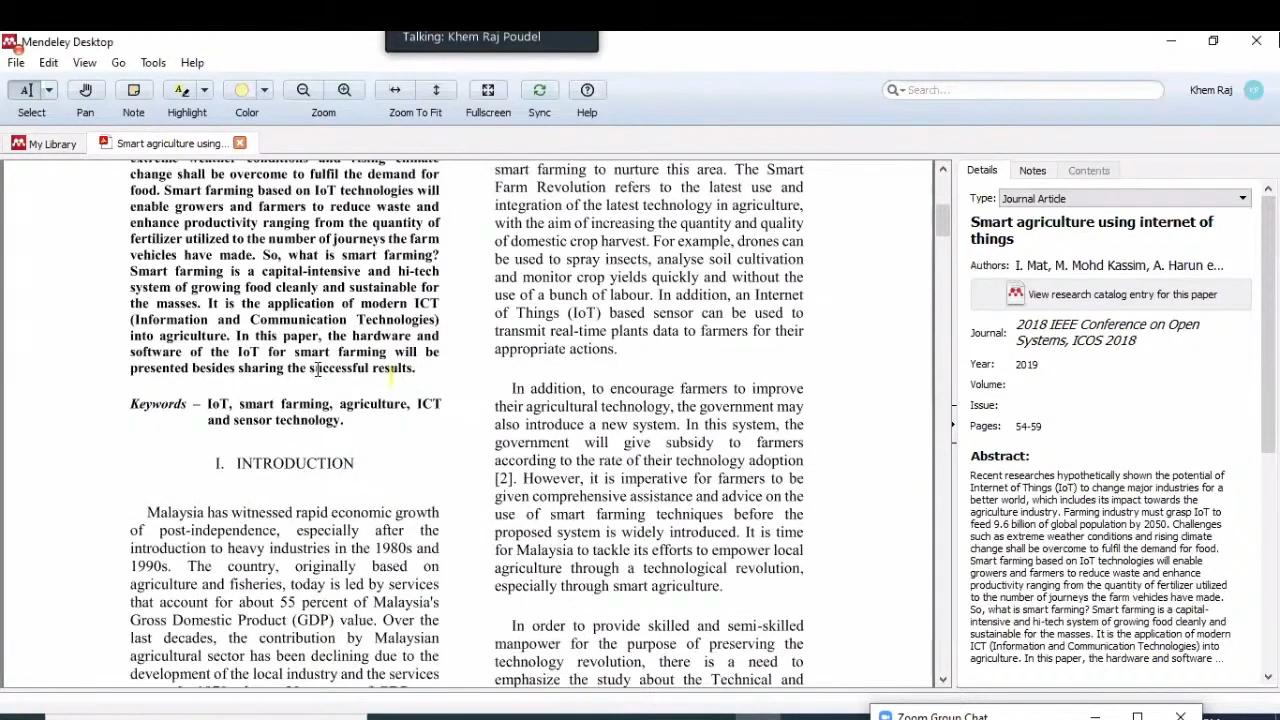 Talking: Khem Raj Poudel
Mendeley Desktop
File Edit View Go Tools Help
Search...
Khem Raj
KP
Select Pan Note Highlight Color Zoom Zoom To Fit Fullscreen Sync Help
My Library
Smart agriculture using...
extreme weather conditions and rising climate
change shall be overcome to fulfil the demand for
food. Smart farming based on IoT technologies will
enable growers and farmers to reduce waste and
enhance productivity ranging from the quantity of
fertilizer utilized to the number of journeys the farm
vehicles have made. So, what is smart farming?
Smart farming is a capital-intensive and hi-tech
system of growing food cleanly and sustainable for
the masses. It is the application of modern ICT
(Information and Communication Technologies)
into agriculture. In this paper, the hardware and
software of the IoT for smart farming will be
presented besides sharing the successful results.
Keywords – IoT, smart farming, agriculture, ICT
and sensor technology.
I. INTRODUCTION
Malaysia has witnessed rapid economic growth
of post-independence, especially after the
introduction to heavy industries in the 1980s and
1990s. The country, originally based on
agriculture and fisheries, today is led by services
that account for about 55 percent of Malaysia's
Gross Domestic Product (GDP) value. Over the
last decades, the contribution by Malaysian
agricultural sector has been declining due to the
development of the local industry and the services
smart farming to nurture this area. The Smart
Farm Revolution refers to the latest use and
integration of the latest technology in agriculture,
with the aim of increasing the quantity and quality
of domestic crop harvest. For example, drones can
be used to spray insects, analyse soil cultivation
and monitor crop yields quickly and without the
use of a bunch of labour. In addition, an Internet
of Things (IoT) based sensor can be used to
transmit real-time plants data to farmers for their
appropriate actions.
In addition, to encourage farmers to improve
their agricultural technology, the government may
also introduce a new system. In this system, the
government will give subsidy to farmers
according to the rate of their technology adoption
[2]. However, it is imperative for farmers to be
given comprehensive assistance and advice on the
use of smart farming techniques before the
proposed system is widely introduced. It is time
for Malaysia to tackle its efforts to empower local
agriculture through a technological revolution,
especially through smart agriculture.
In order to provide skilled and semi-skilled
manpower for the purpose of preserving the
technology revolution, there is a need to
emphasize the study about the Technical and
Details Notes Contents
Type: Journal Article
Smart agriculture using internet of
things
Authors: I. Mat, M. Mohd Kassim, A. Harun e...
View research catalog entry for this paper
Journal: 2018 IEEE Conference on Open
Systems, ICOS 2018
Year: 2019
Volume:
Issue:
Pages: 54-59
Abstract:
Recent researches hypothetically shown the potential of
Internet of Things (IoT) to change major industries for a
better world, which includes its impact towards the
agriculture industry. Farming industry must grasp IoT to
feed 9.6 billion of global population by 2050. Challenges
such as extreme weather conditions and rising climate
change shall be overcome to fulfil the demand for food.
Smart farming based on IoT technologies will enable
growers and farmers to reduce waste and enhance
productivity ranging from the quantity of fertilizer utilized
to the number of journeys the farm vehicles have made.
So, what is smart farming? Smart farming is a capital-
intensive and hi-tech system of growing food cleanly and
sustainable for the masses. It is the application of modern
ICT (Information and Communication Technologies) into
agriculture. In this paper, the hardware and software ...
Zoom Group Chat